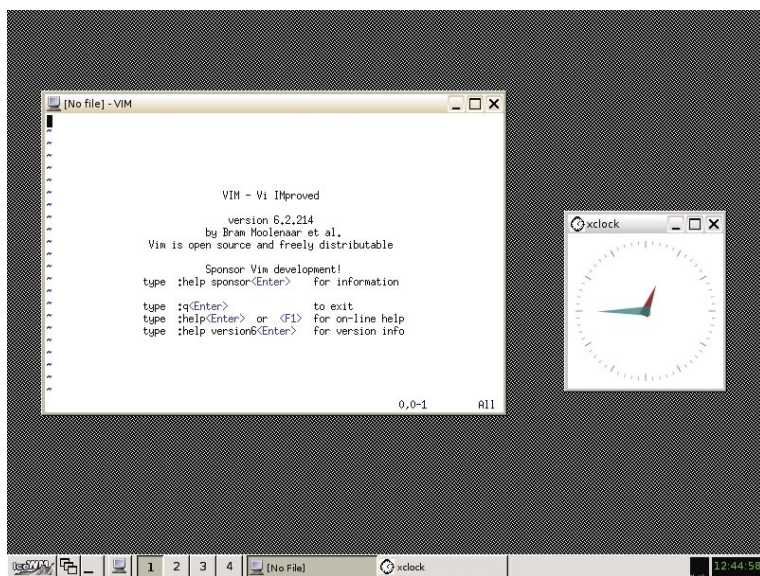 [No file] - VIM
~
~
~
~
~
~
VIM - Vi IMproved
~
version 6.2.214
by Bram Moolenaar et al.
Vim is open source and freely distributable
~
Sponsor Vim development!
type :help sponsor<Enter> for information
~
type :q<Enter> to exit
type :help<Enter> or <F1> for on-line help
type :help version6<Enter> for version info
~
~
~
~
0,0-1 All
xclock
IceWM
1 2 3 4 [No File] xclock 12:44:58